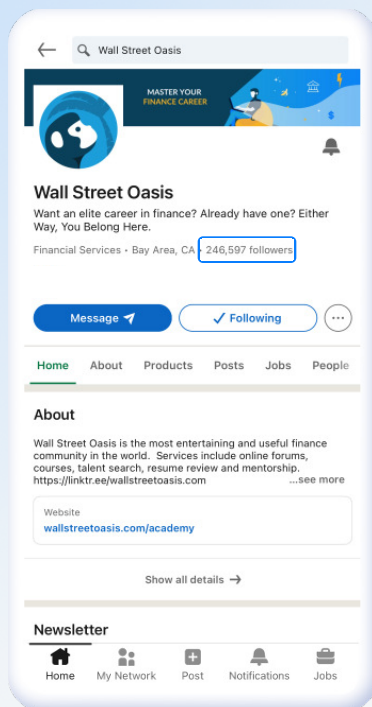 Wall Street Oasis
MASTER YOUR
FINANCE CAREER
Wall Street Oasis
Want an elite career in finance? Already have one? Either
Way, You Belong Here.
Financial Services • Bay Area, CA • 246,597 followers
Message
Following
Home About Products Posts Jobs People
About
Wall Street Oasis is the most entertaining and useful finance
community in the world. Services include online forums,
courses, talent search, resume review and mentorship.
https://linktr.ee/wallstreetoasis.com ...see more
Website
wallstreetoasis.com/academy
Show all details →
Newsletter
Home My Network Post Notifications Jobs